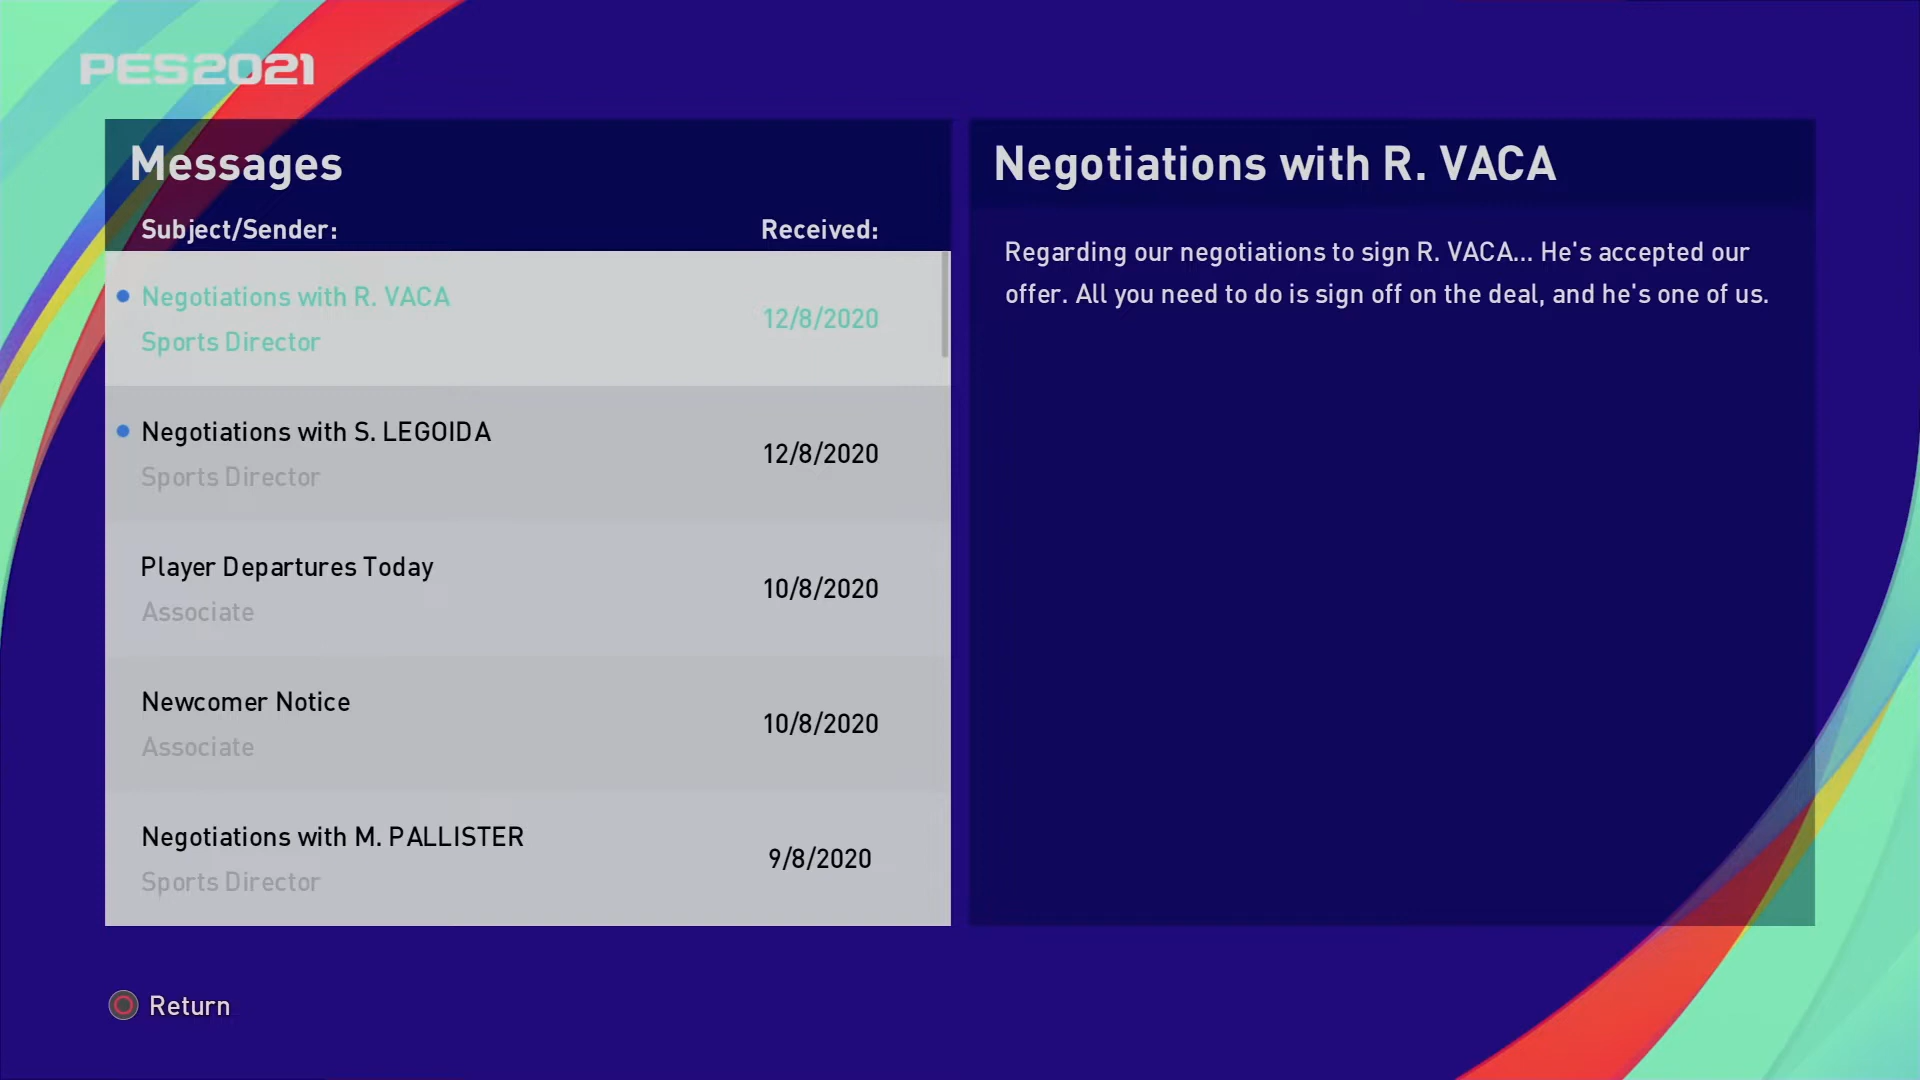 PES2021
Messages
Subject/Sender:
Received:
Negotiations with R. VACA
Sports Director
12/8/2020
Negotiations with S. LEGOIDA
Sports Director
12/8/2020
Player Departures Today
Associate
10/8/2020
Newcomer Notice
Associate
10/8/2020
Negotiations with M. PALLISTER
Sports Director
9/8/2020
Negotiations with R. VACA
Regarding our negotiations to sign R. VACA... He's accepted our
offer. All you need to do is sign off on the deal, and he's one of us.
Return